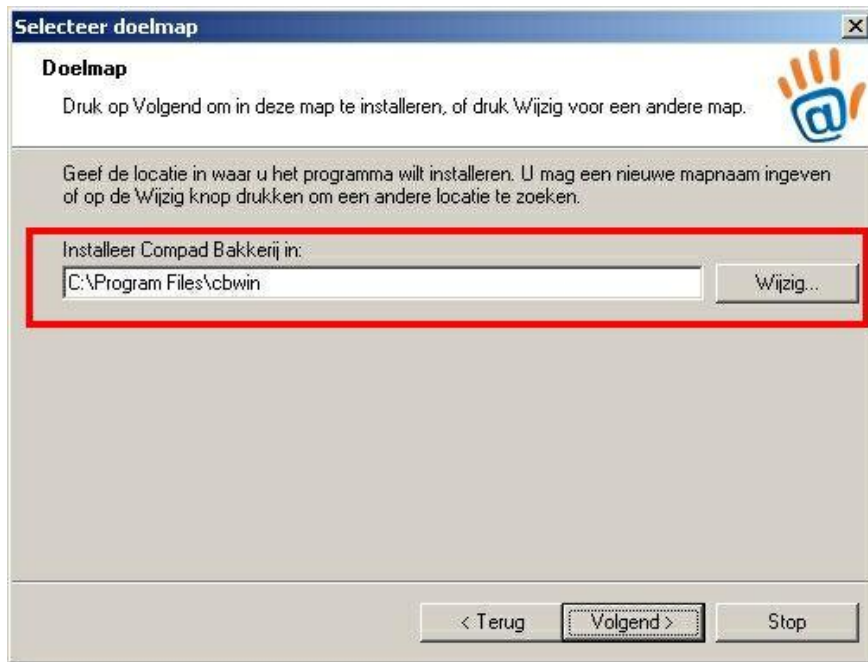 Selecteer doelmap
Doelmap
Druk op Volgend om in deze map te installeren, of druk Wijzig voor een andere map.
Geef de locatie in waar u het programma wilt installeren. U mag een nieuwe mapnaam ingeven
of op de Wijzig knop drukken om een andere locatie te zoeken.
Installeer Compad Bakkerij in:
C:\Program Files\cbwin
Wijzig...
< Terug
Volgend >
Stop